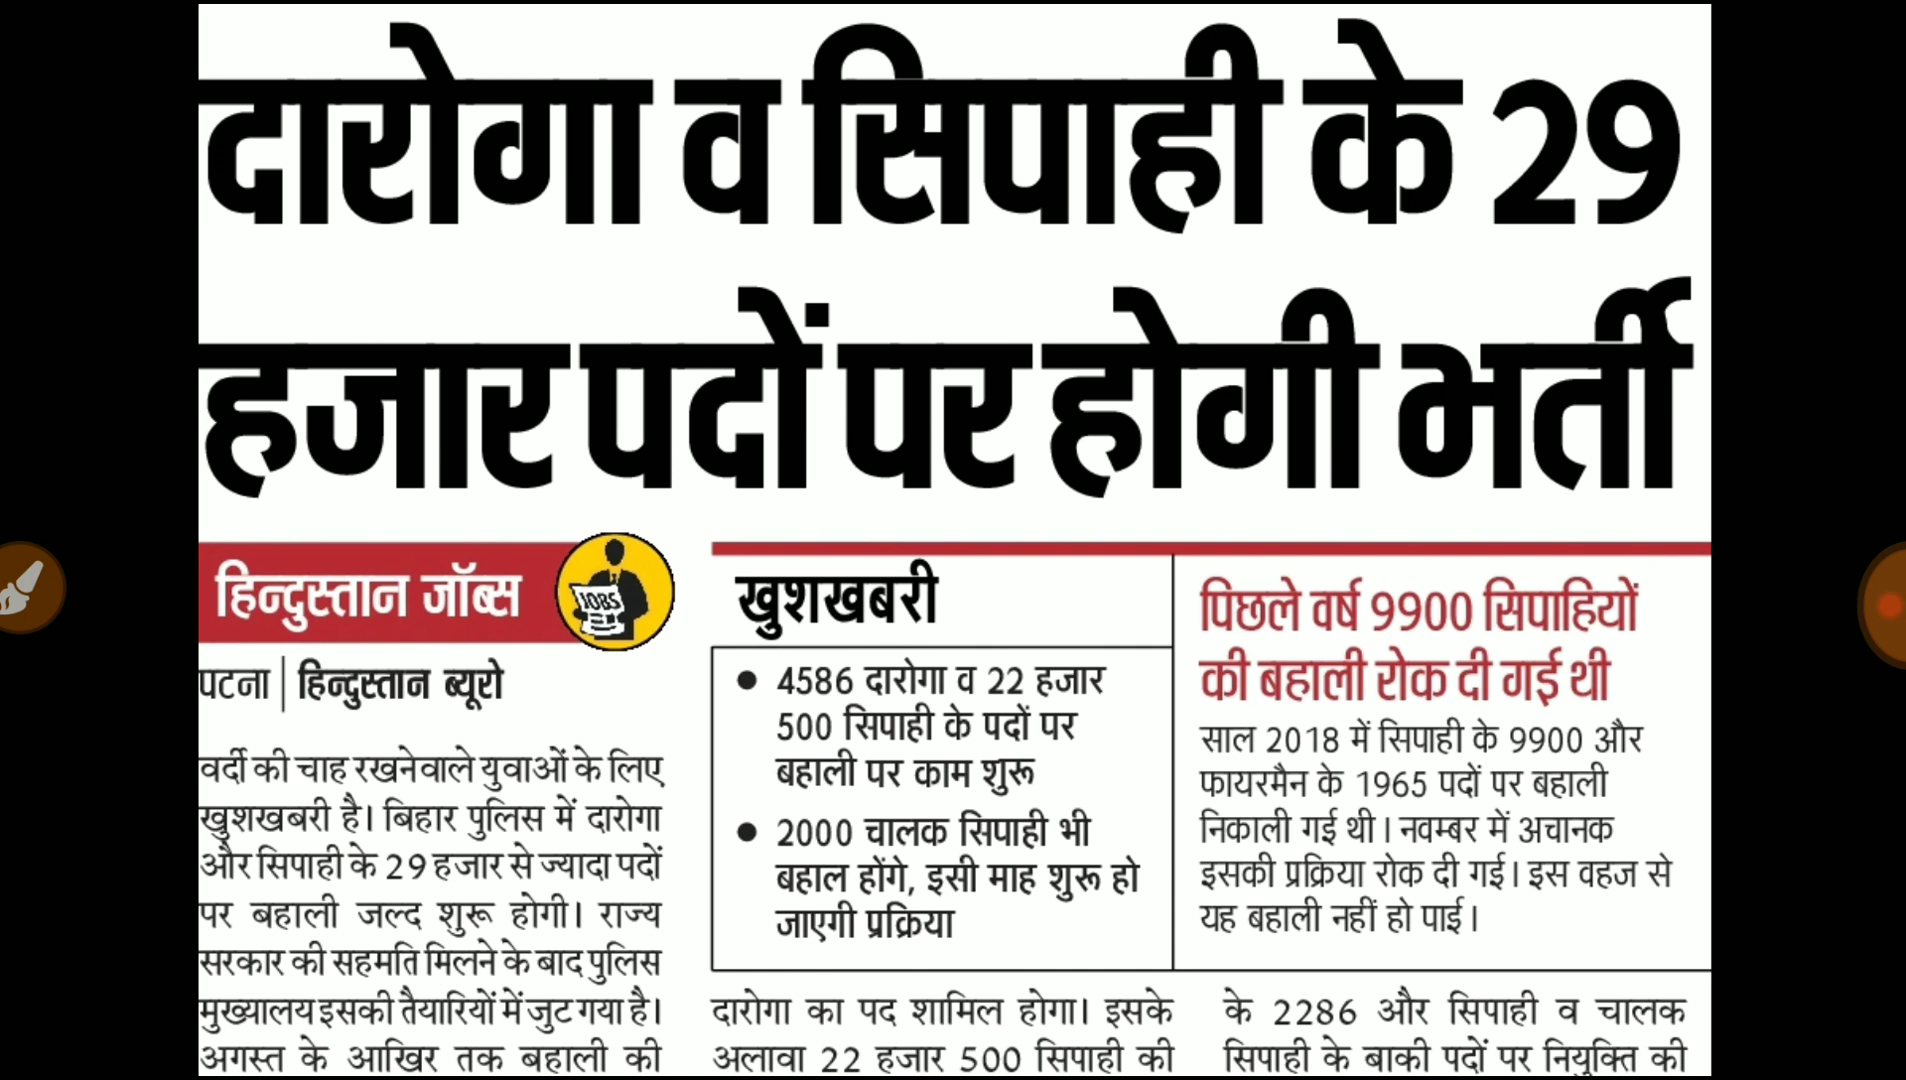 दारोगा व सिपाही के 29
हजार पदों पर होगी भर्ती
हिन्दुस्तान जॉब्स
JOBS
पटना | हिन्दुस्तान ब्यूरो
वर्दी की चाह रखनेवाले युवाओं के लिए
खुशखबरी है। बिहार पुलिस में दारोगा
और सिपाही के 29 हजार से ज्यादा पदों
पर बहाली जल्द शुरू होगी। राज्य
सरकार की सहमति मिलने के बाद पुलिस
मुख्यालय इसकी तैयारियों में जुट गया है।
अगस्त के आखिर तक बहाली की
खुशखबरी
● 4586 दारोगा व 22 हजार
500 सिपाही के पदों पर
बहाली पर काम शुरू
● 2000 चालक सिपाही भी
बहाल होंगे, इसी माह शुरू हो
जाएगी प्रक्रिया
पिछले वर्ष 9900 सिपाहियों
की बहाली रोक दी गई थी
साल 2018 में सिपाही के 9900 और
फायरमैन के 1965 पदों पर बहाली
निकाली गई थी। नवम्बर में अचानक
इसकी प्रक्रिया रोक दी गई। इस वहज से
यह बहाली नहीं हो पाई।
दारोगा का पद शामिल होगा। इसके
अलावा 22 हजार 500 सिपाही की
के 2286 और सिपाही व चालक
सिपाही के बाकी पदों पर नियुक्ति की